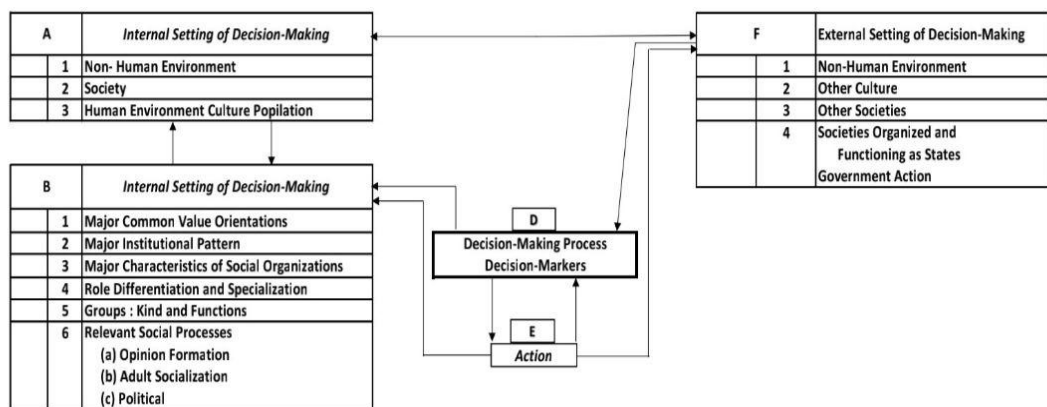 A Internal Setting of Decision-Making
1 Non- Human Environment
2 Society
3 Human Environment Culture Popilation
B Internal Setting of Decision-Making
1 Major Common Value Orientations
2 Major Institutional Pattern
3 Major Characteristics of Social Organizations
4 Role Differentiation and Specialization
5 Groups : Kind and Functions
6 Relevant Social Processes
(a) Opinion Formation
(b) Adult Socialization
(c) Political
D
Decision-Making Process
Decision-Markers
E
Action
F External Setting of Decision-Making
1 Non-Human Environment
2 Other Culture
3 Other Societies
4 Societies Organized and
Functioning as States
Government Action